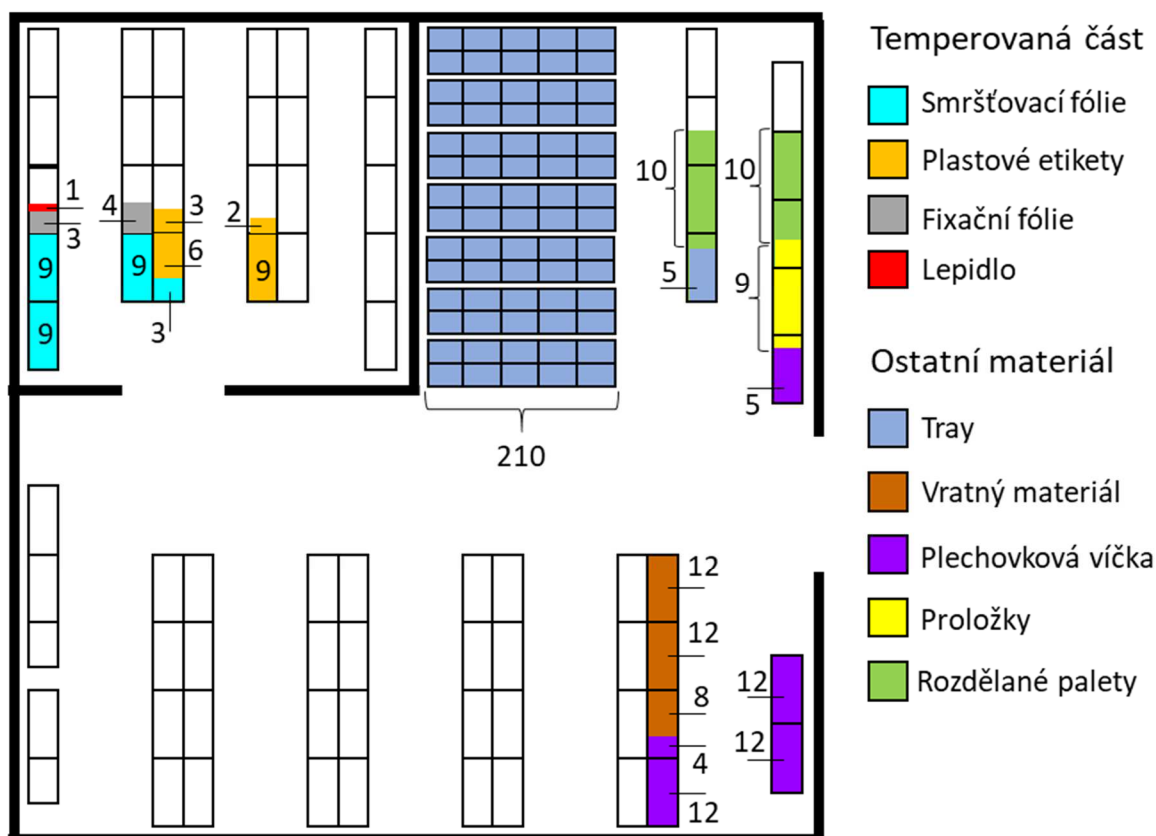 1
3
9
9
4
9
3
6
3
2
9
210
10
5
10
9
5
12
12
8
4
12
12
12
Temperovaná část
Smršťovací fólie
Plastové etikety
Fixační fólie
Lepidlo
Ostatní materiál
Tray
Vratný materiál
Plechovková víčka
Proložky
Rozdělané palety